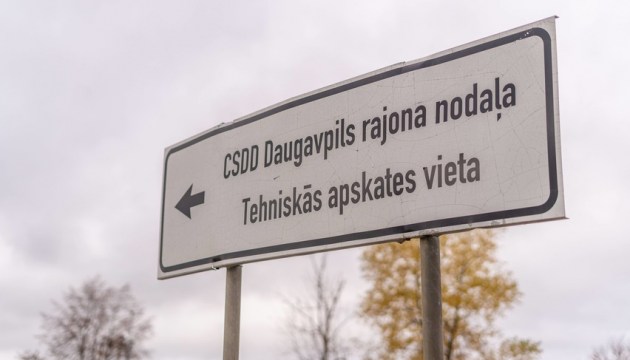 CSDD Daugavpils rajona nodaļa
Tehniskās apskates vieta